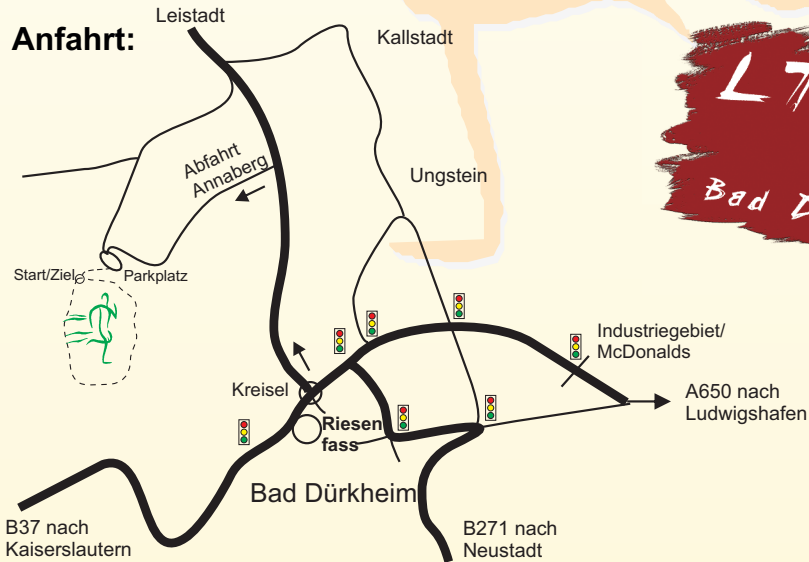 Anfahrt:
Leistadt
Kallstadt
Abfahrt
Annaberg
Ungstein
Start/Ziel
Parkplatz
Industriegebiet/
McDonalds
Kreisel
A650 nach
Ludwigshafen
Riesen
fass
Bad Dürkheim
B37 nach
Kaiserslautern
B271 nach
Neustadt
Bad